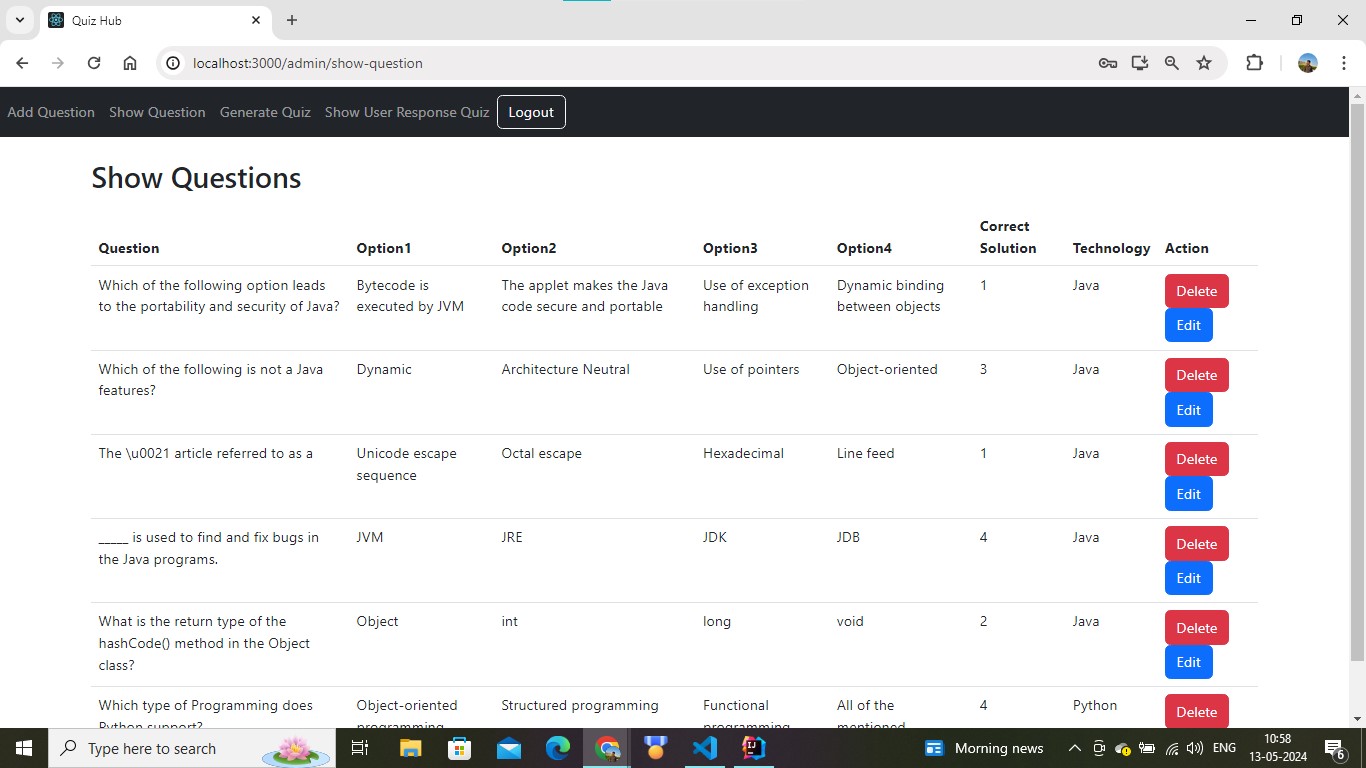 Quiz Hub
localhost:3000/admin/show-question
Add Question Show Question Generate Quiz Show User Response Quiz Logout
Show Questions
Question Option1 Option2 Option3 Option4 Correct Solution Technology Action
Which of the following option leads Bytecode is The applet makes the Java Use of exception Dynamic binding 1 Java Delete
to the portability and security of Java? executed by JVM code secure and portable handling between objects
Edit
Which of the following is not a Java Dynamic Architecture Neutral Use of pointers Object-oriented 3 Java Delete
features?
Edit
The \u0021 article referred to as a Unicode escape Octal escape Hexadecimal Line feed 1 Java Delete
sequence
Edit
_____ is used to find and fix bugs in JVM JRE JDK JDB 4 Java Delete
the Java programs.
Edit
What is the return type of the Object int long void 2 Java Delete
hashCode() method in the Object
class?
Edit
Which type of Programming does Object-oriented Structured programming Functional All of the 4 Python Delete
Python support? programming programming mentioned
Type here to search Morning news ENG 10:58
13-05-2024 6